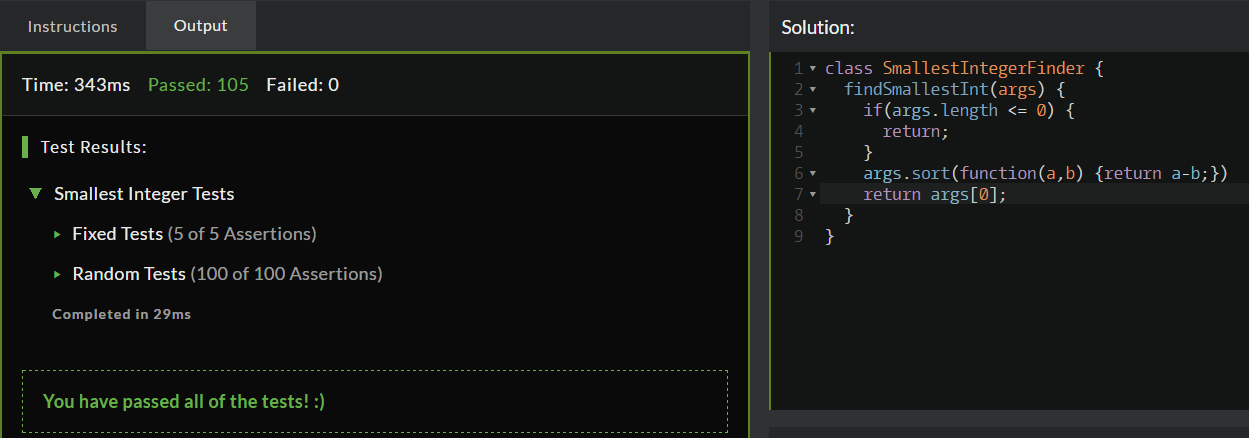 Instructions
Output
Time: 343ms Passed: 105 Failed: 0
Test Results:
Smallest Integer Tests
Fixed Tests (5 of 5 Assertions)
Random Tests (100 of 100 Assertions)
Completed in 29ms
You have passed all of the tests! :)
Solution:
1 class SmallestIntegerFinder {
2 findSmallestInt(args) {
3 if(args.length <= 0) {
4 return;
5 }
6 args.sort(function(a,b) {return a-b;})
7 return args[0];
8 }
9 }